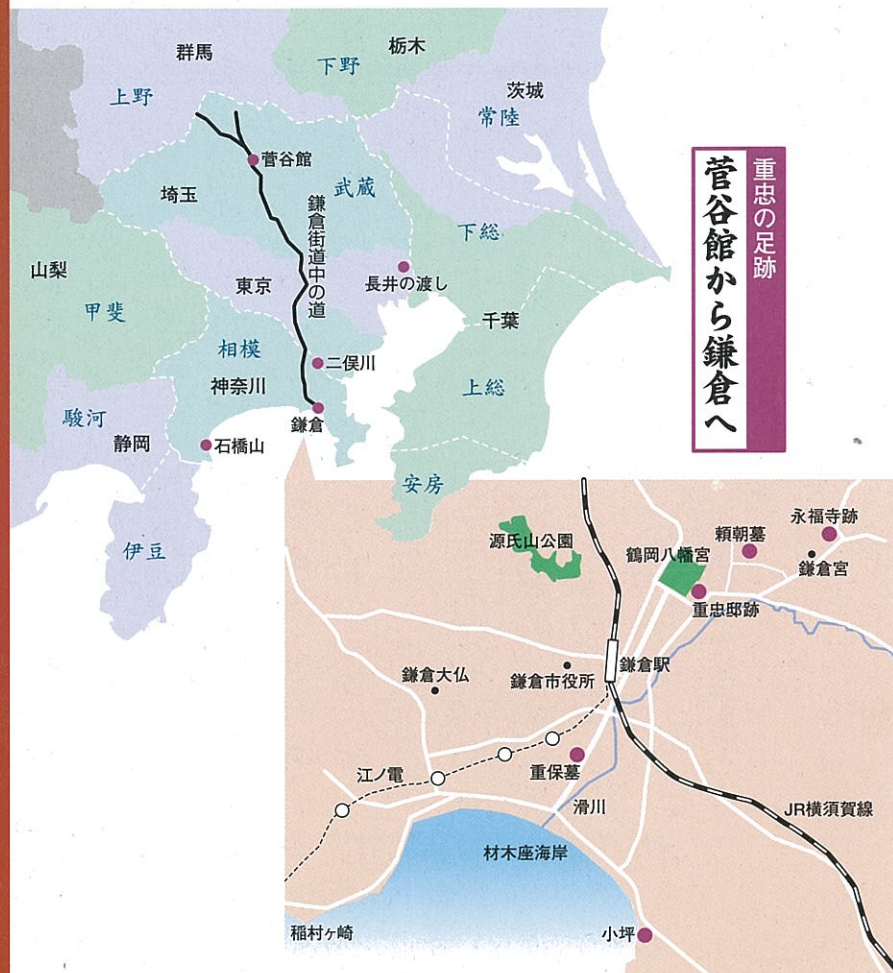 重忠の足跡
菅谷館から鎌倉へ
群馬
栃木
上野
下野
茨城
常陸
菅谷館
埼玉
武蔵
鎌倉街道中の道
下総
山梨
東京
長井の渡し
甲斐
千葉
相模
二俣川
神奈川
上総
駿河
鎌倉
静岡
石橋山
安房
伊豆
源氏山公園
鶴岡八幡宮
頼朝墓
永福寺跡
鎌倉宮
重忠邸跡
鎌倉大仏
鎌倉市役所
鎌倉駅
江ノ電
重保墓
滑川
JR横須賀線
材木座海岸
稲村ヶ崎
小坪